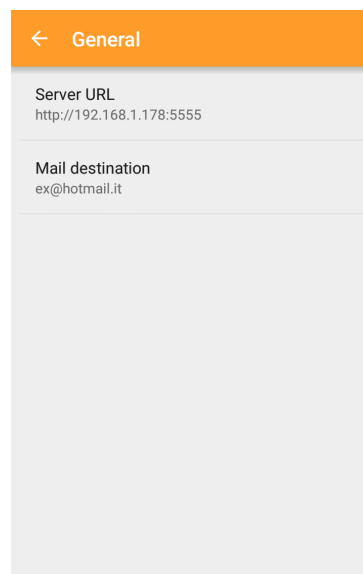 General
Server URL
http://192.168.1.178:5555
Mail destination
ex@hotmail.it